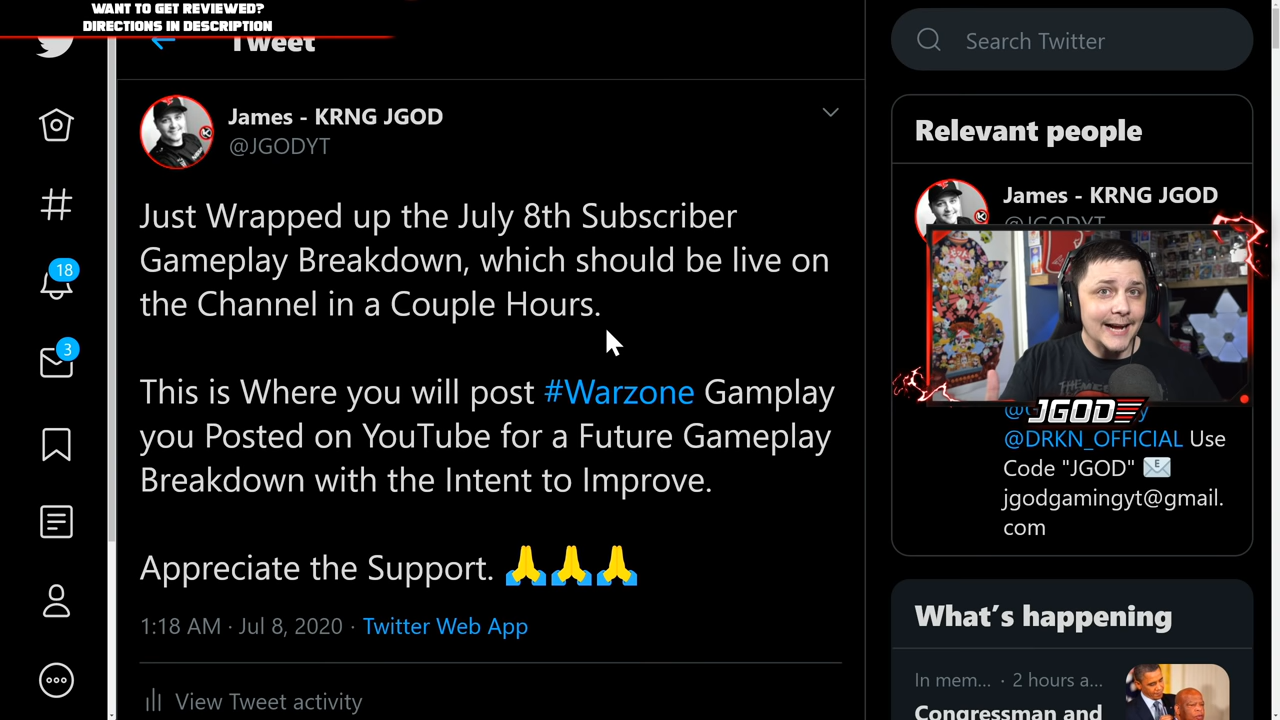 WANT TO GET REVIEWED?
DIRECTIONS IN DESCRIPTION
Tweet
Search Twitter
James - KRNG JGOD
@JGODYT
Just Wrapped up the July 8th Subscriber
Gameplay Breakdown, which should be live on
the Channel in a Couple Hours.
This is Where you will post #Warzone Gamplay
you Posted on YouTube for a Future Gameplay
Breakdown with the Intent to Improve.
Appreciate the Support. 🙏🙏🙏
1:18 AM · Jul 8, 2020 · Twitter Web App
View Tweet activity
18
3
Relevant people
James - KRNG JGOD
@JGODYT
JGOD
@DRKN_OFFICIAL Use
Code "JGOD" 📧
jgodgamingyt@gmail.
com
What's happening
In mem... · 2 hours a...
Congressman and